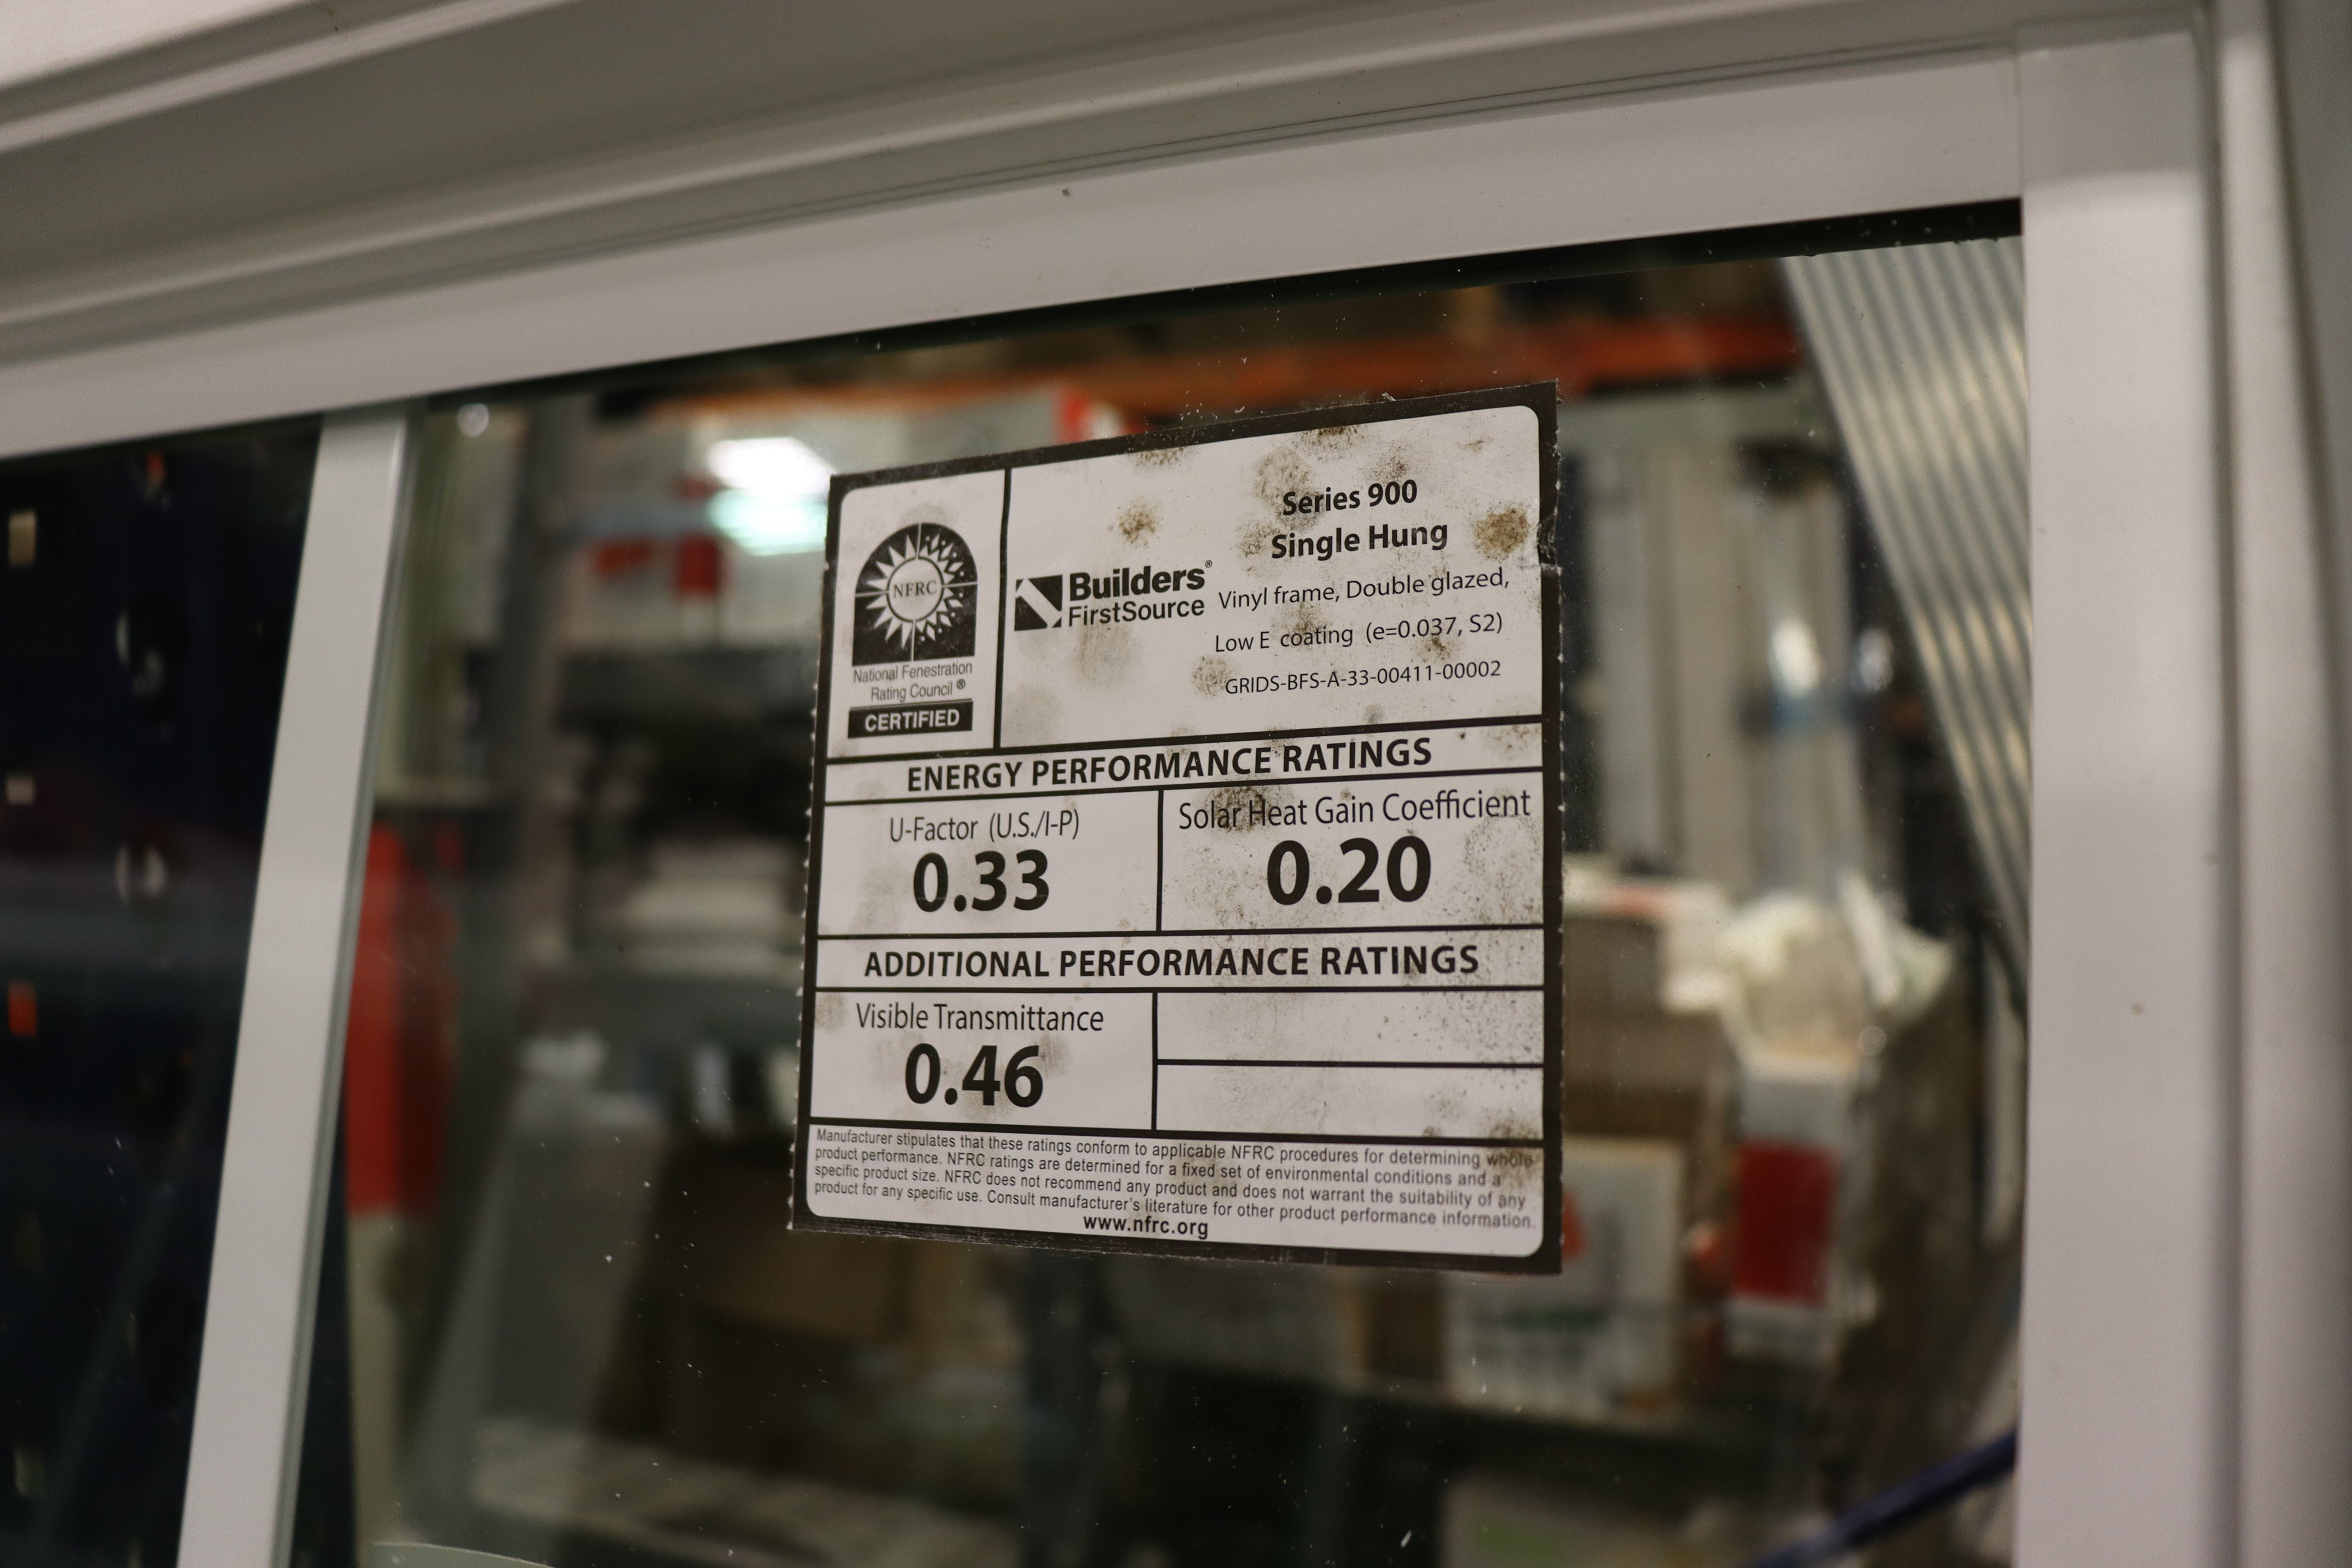 NFRC
National Fenestration
Rating Council®
CERTIFIED
Builders®
FirstSource
Series 900
Single Hung
Vinyl frame, Double glazed,
Low E coating (e=0.037, S2)
GRIDS-BFS-A-33-00411-00002
ENERGY PERFORMANCE RATINGS
U-Factor (U.S./I-P)
0.33
Solar Heat Gain Coefficient
0.20
ADDITIONAL PERFORMANCE RATINGS
Visible Transmittance
0.46
Manufacturer stipulates that these ratings conform to applicable NFRC procedures for determining whole
product performance. NFRC ratings are determined for a fixed set of environmental conditions and a
specific product size. NFRC does not recommend any product and does not warrant the suitability of any
product for any specific use. Consult manufacturer's literature for other product performance information.
www.nfrc.org